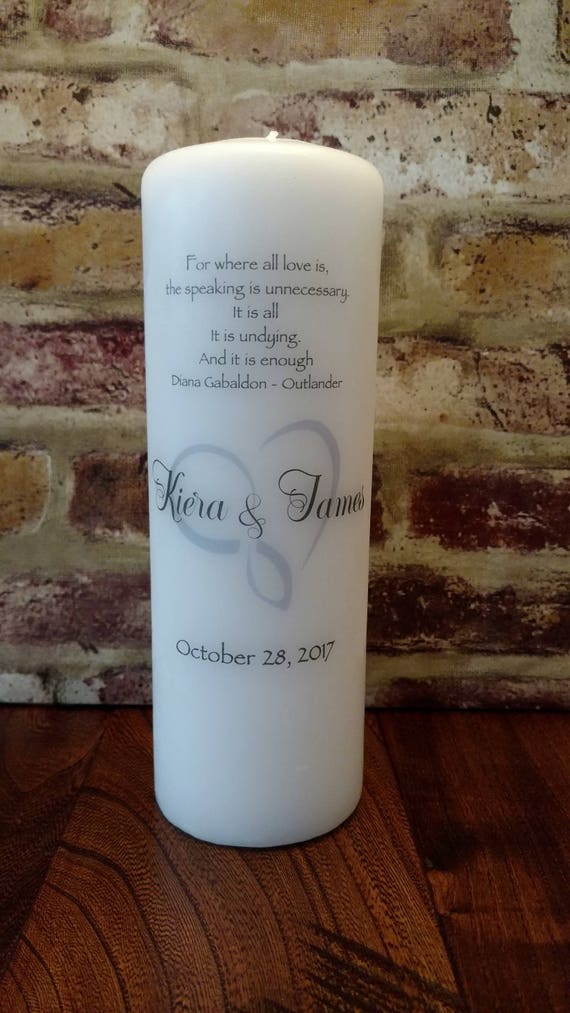 For where all love is,
the speaking is unnecessary.
It is all
It is undying.
And it is enough
Diana Gabaldon - Outlander
Kiera & James
October 28, 2017